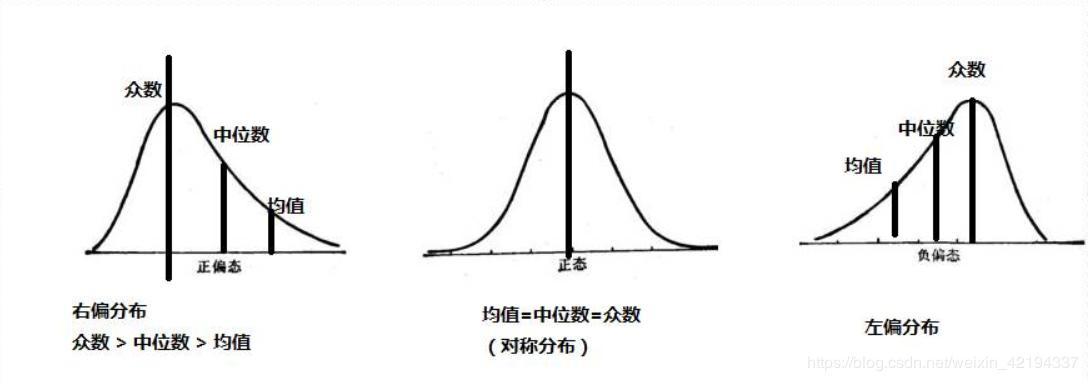 众数
中位数
均值
正偏态
右偏分布
众数 > 中位数 > 均值
正态
均值=中位数=众数
（对称分布）
众数
中位数
均值
负偏态
左偏分布
https://blog.csdn.net/weixin_42194337